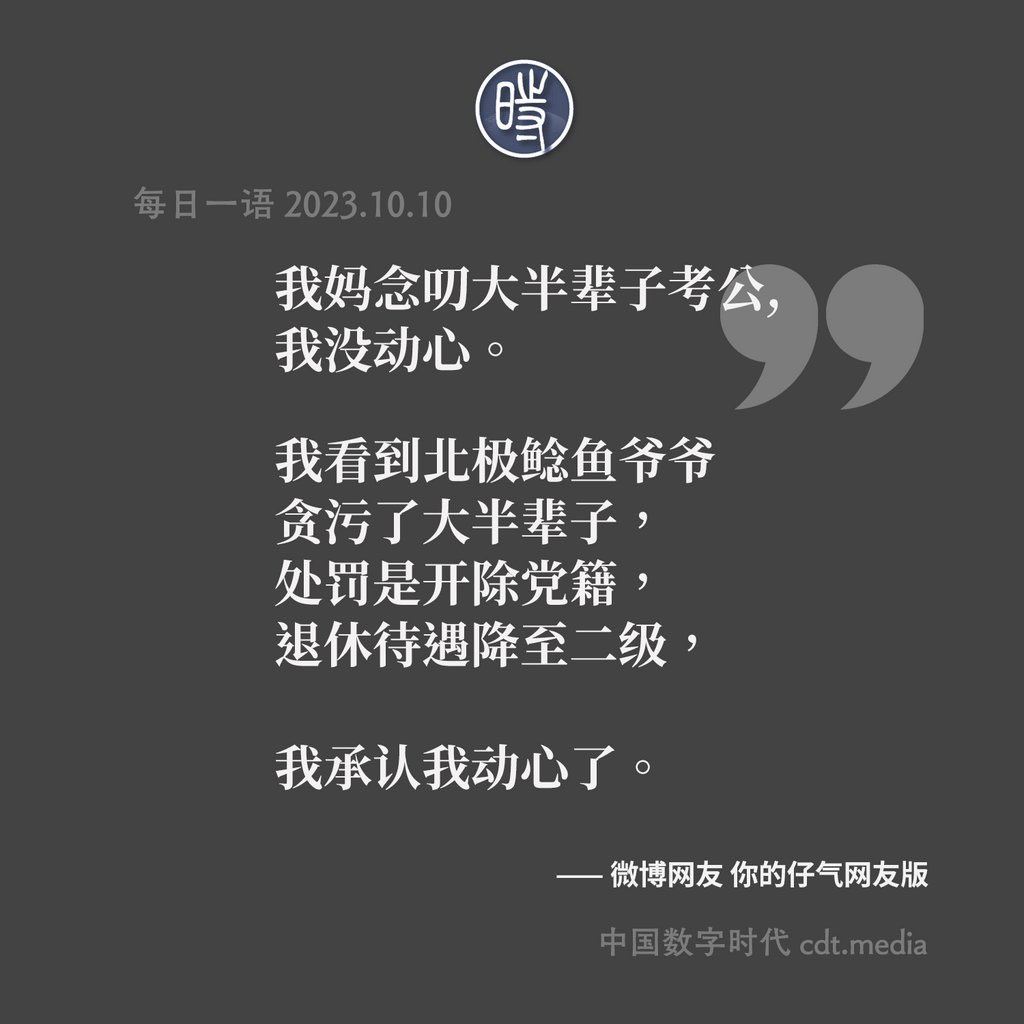 時
每日一语 2023.10.10
我妈念叨大半辈子考公，
我没动心。
我看到北极鲶鱼爷爷
贪污了大半辈子，
处罚是开除党籍，
退休待遇降至二级，
我承认我动心了。
—— 微博网友 你的仔气网友版
中国数字时代 cdt.media